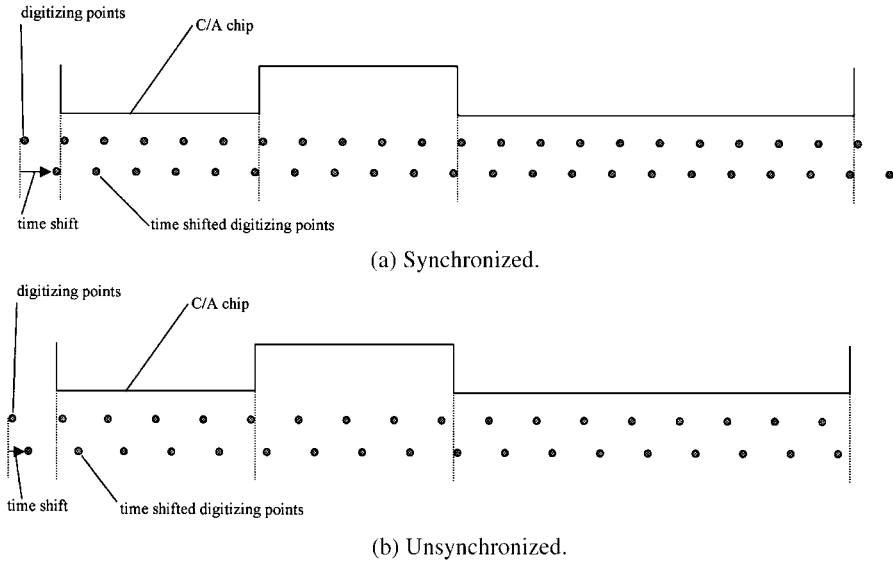 digitizing points
C/A chip
time shift
time shifted digitizing points
(a) Synchronized.
digitizing points
C/A chip
time shift
time shifted digitizing points
(b) Unsynchronized.